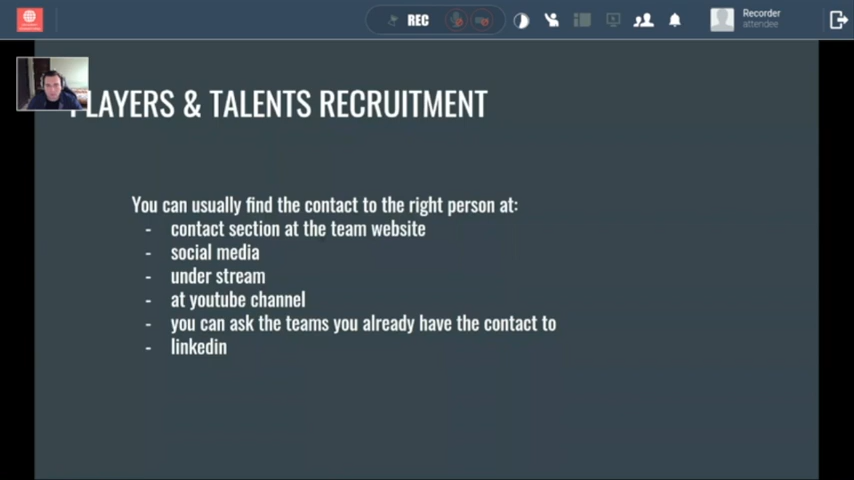 REC
Recorder
attendee
PLAYERS & TALENTS RECRUITMENT
You can usually find the contact to the right person at:
- contact section at the team website
- social media
- under stream
- at youtube channel
- you can ask the teams you already have the contact to
- linkedin